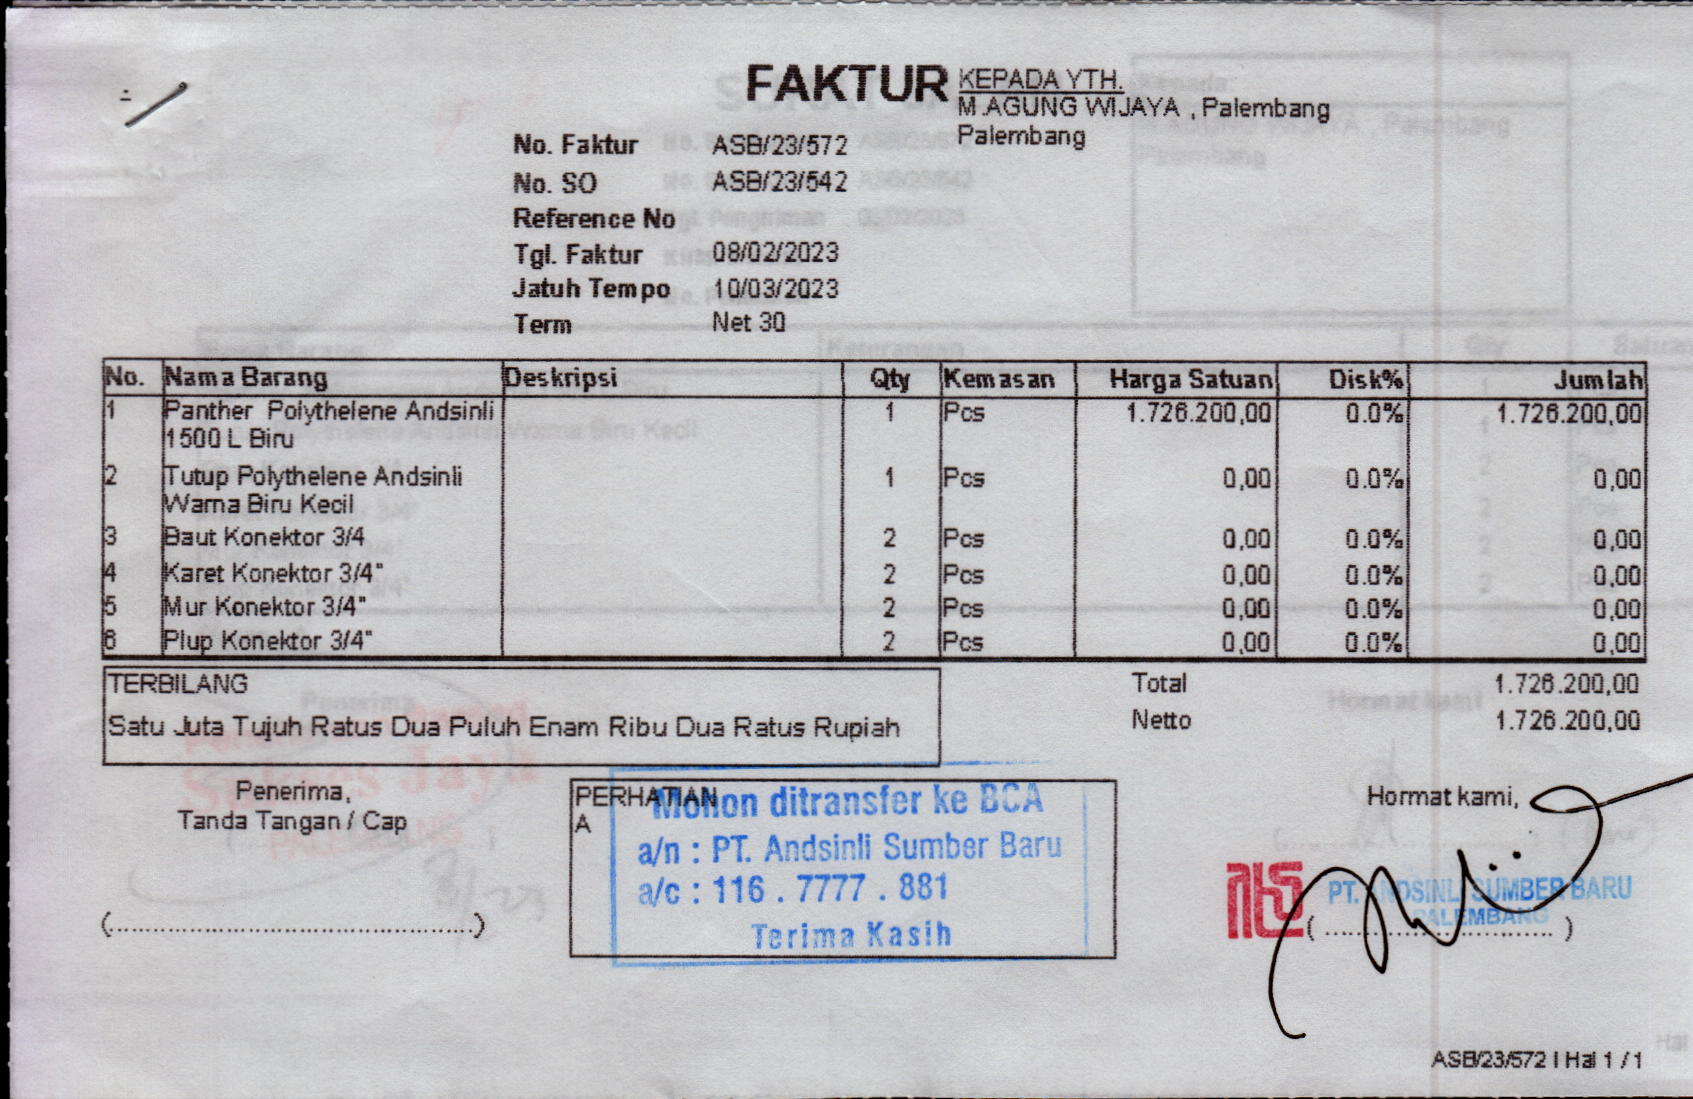 FAKTUR
KEPADA YTH.
M.AGUNG WIJAYA , Palembang
Palembang
No. Faktur ASB/23/572
No. SO ASB/23/542
Reference No
Tgl. Faktur 08/02/2023
Jatuh Tempo 10/03/2023
Term Net 30
No. Nama Barang Deskripsi Qty Kemasan Harga Satuan Disk% Jumlah
1 Panther Polythelene Andsinli 1 Pcs 1.726.200,00 0.0% 1.726.200,00
1500 L Biru
2 Tutup Polythelene Andsinli 1 Pcs 0,00 0.0% 0,00
Warna Biru Kecil
3 Baut Konektor 3/4 2 Pcs 0,00 0.0% 0,00
4 Karet Konektor 3/4" 2 Pcs 0,00 0.0% 0,00
5 Mur Konektor 3/4" 2 Pcs 0,00 0.0% 0,00
6 Plup Konektor 3/4" 2 Pcs 0,00 0.0% 0,00
TERBILANG
Satu Juta Tujuh Ratus Dua Puluh Enam Ribu Dua Ratus Rupiah
Total 1.726.200,00
Netto 1.726.200,00
Penerima,
Tanda Tangan / Cap
(..........................................)
PERHATIAN
A
Mohon ditransfer ke BCA
a/n : PT. Andsinli Sumber Baru
a/c : 116 . 7777 . 881
Terima Kasih
Hormat kami,
PT. ANDSINLI SUMBER BARU
PALEMBANG
(..............................)
ASB/23/572 | Hal 1 / 1